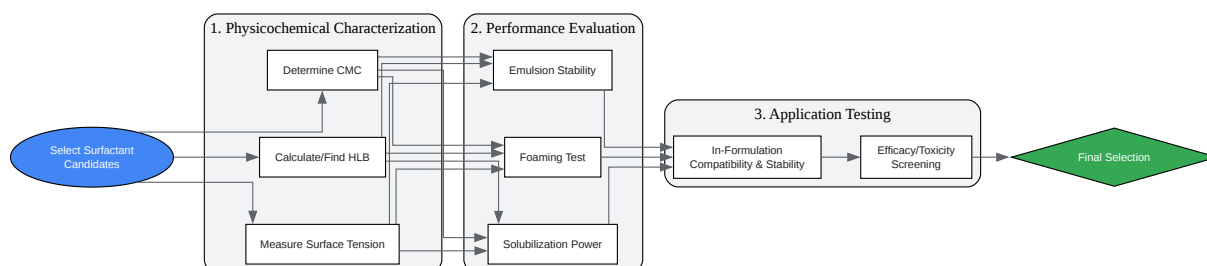 1. Physicochemical Characterization
2. Performance Evaluation
Determine CMC
Emulsion Stability
3. Application Testing
Select Surfactant
Candidates
Calculate/Find HLB
Foaming Test
In-Formulation
Compatibility & Stability
Efficacy/Toxicity
Screening
Final Selection
Measure Surface Tension
Solubilization Power